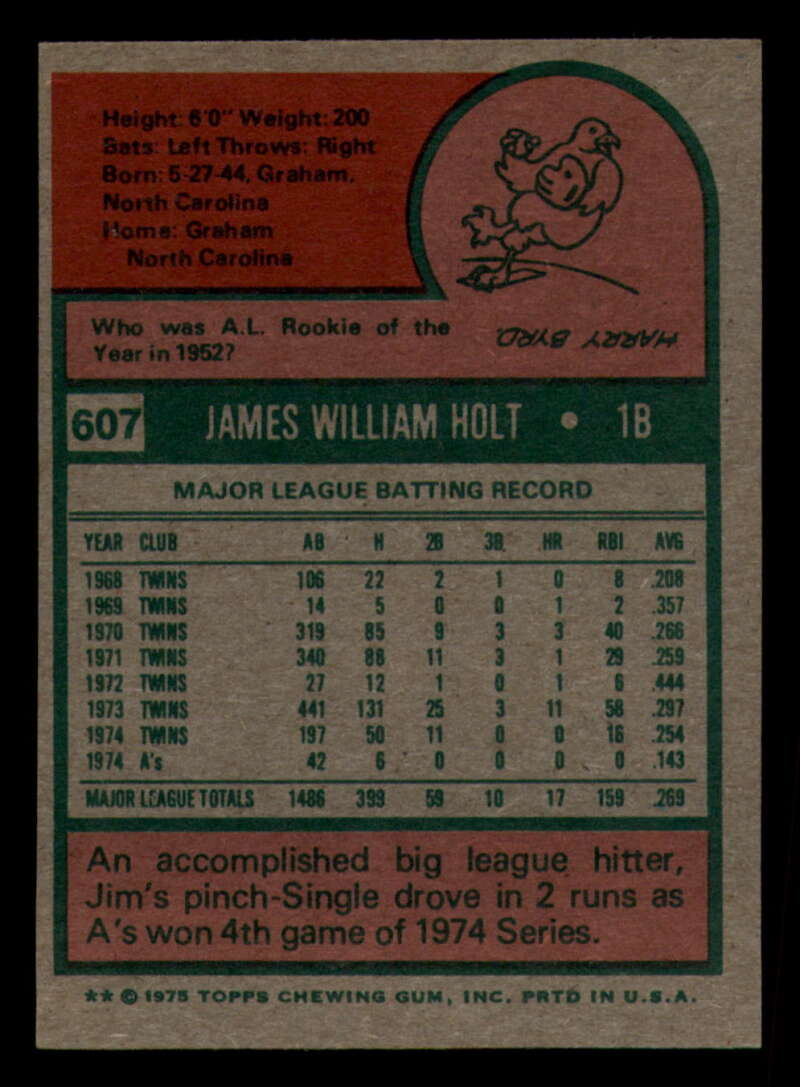 Height: 6'0" Weight: 200
Bats: Left Throws: Right
Born: 5-27-44, Graham,
North Carolina
Home: Graham
North Carolina
Who was A.L. Rookie of the
Year in 1952?
HARRY BYRD.
607 JAMES WILLIAM HOLT • 1B
MAJOR LEAGUE BATTING RECORD
YEAR CLUB AB H 2B 3B HR RBI AVG
1968 TWINS 106 22 2 1 0 8 .208
1969 TWINS 14 5 0 0 1 2 .357
1970 TWINS 319 85 9 3 3 40 .266
1971 TWINS 340 88 11 3 1 29 .259
1972 TWINS 27 12 1 0 1 6 .444
1973 TWINS 441 131 25 3 11 58 .297
1974 TWINS 197 50 11 0 0 16 .254
1974 A's 42 6 0 0 0 0 .143
MAJOR LEAGUE TOTALS 1486 399 59 10 17 159 .269
An accomplished big league hitter,
Jim's pinch-Single drove in 2 runs as
A's won 4th game of 1974 Series.
** © 1975 TOPPS CHEWING GUM, INC. PRTD IN U.S.A.